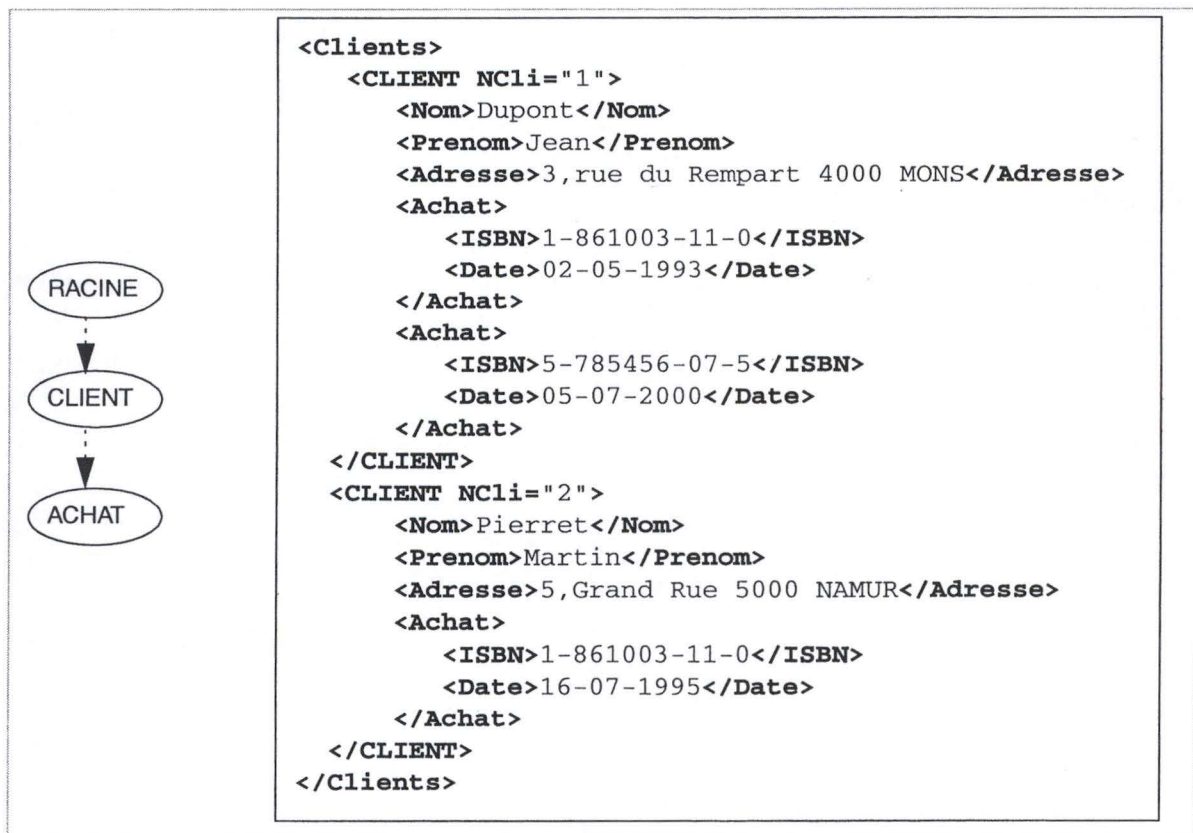 <Clients>
<CLIENT NCli="1">
<Nom>Dupont</Nom>
<Prenom>Jean</Prenom>
<Adresse>3,rue du Rempart 4000 MONS</Adresse>
<Achat>
<ISBN>1-861003-11-0</ISBN>
<Date>02-05-1993</Date>
</Achat>
<Achat>
<ISBN>5-785456-07-5</ISBN>
<Date>05-07-2000</Date>
</Achat>
</CLIENT>
<CLIENT NCli="2">
<Nom>Pierret</Nom>
<Prenom>Martin</Prenom>
<Adresse>5,Grand Rue 5000 NAMUR</Adresse>
<Achat>
<ISBN>1-861003-11-0</ISBN>
<Date>16-07-1995</Date>
</Achat>
</CLIENT>
</Clients>
RACINE
CLIENT
ACHAT